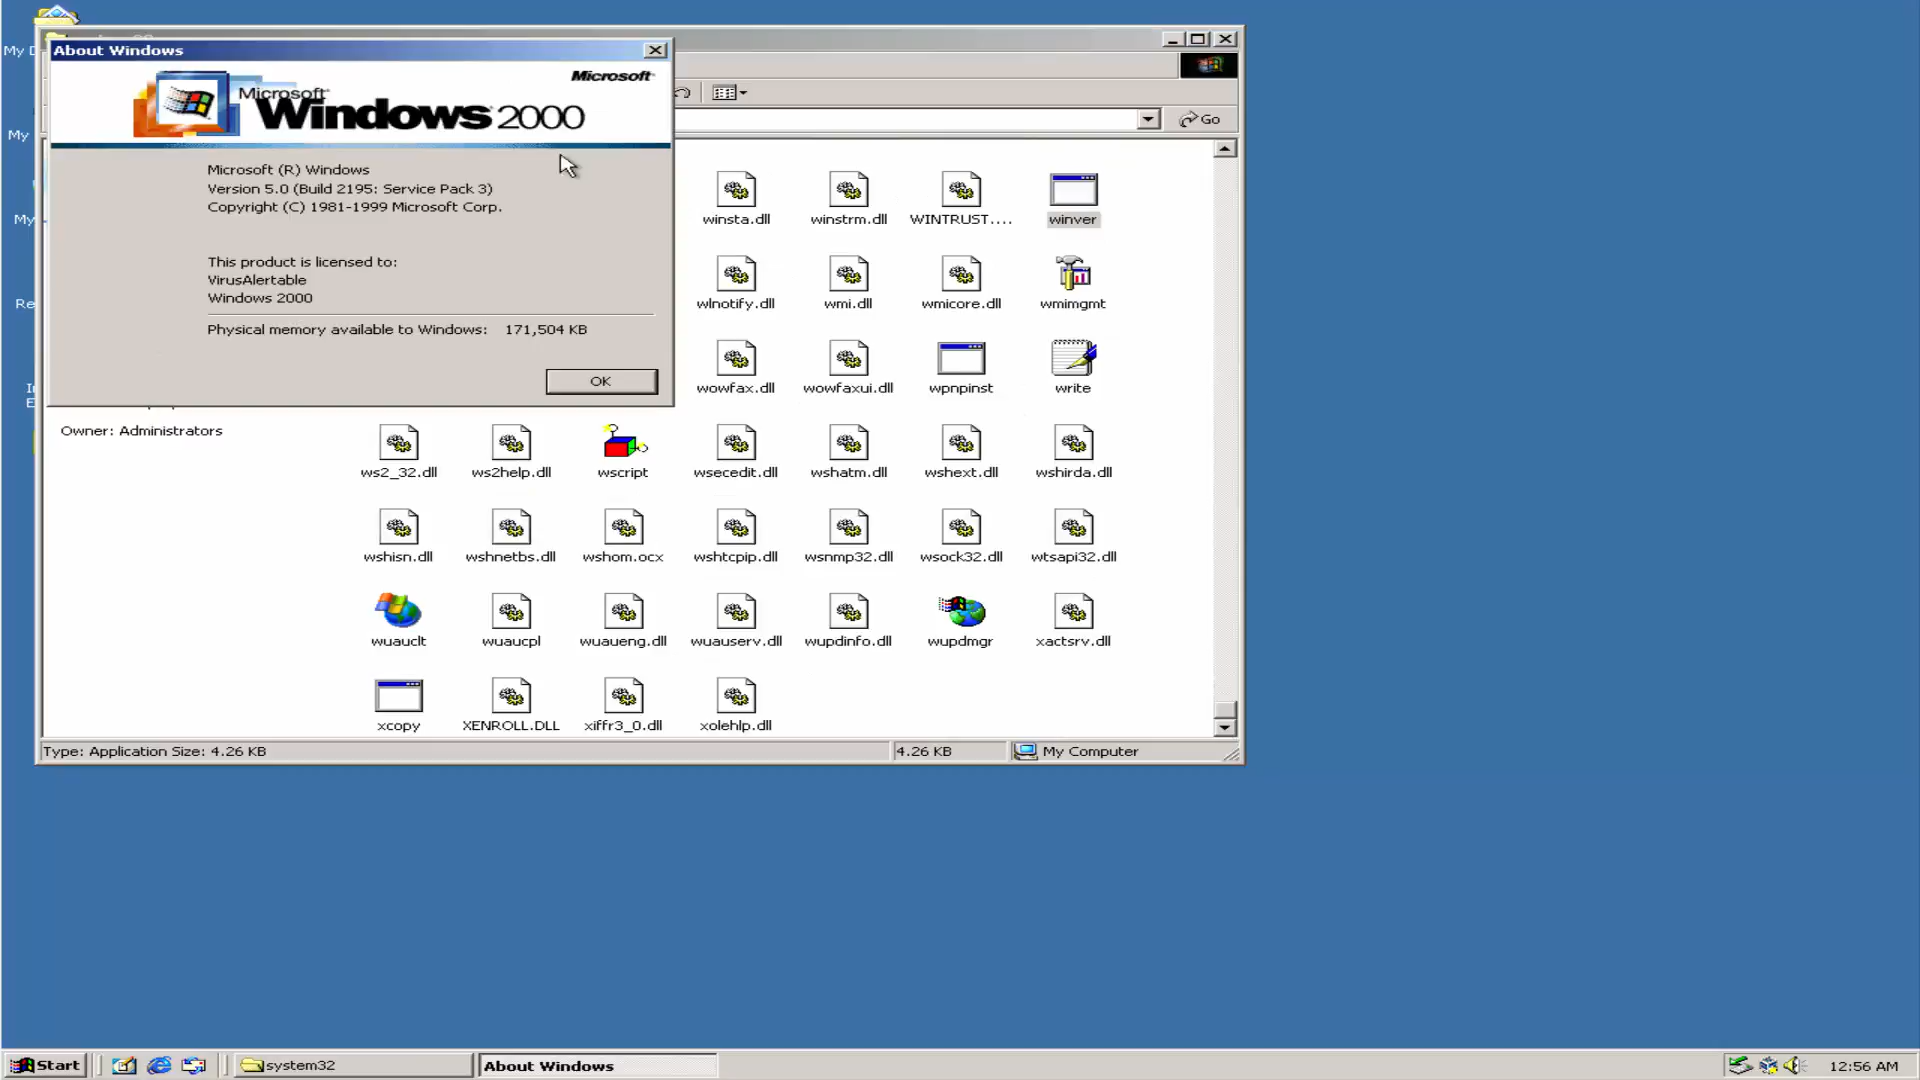 About Windows
Microsoft
Microsoft
Windows 2000
Microsoft (R) Windows
Version 5.0 (Build 2195: Service Pack 3)
Copyright (C) 1981-1999 Microsoft Corp.
This product is licensed to:
VirusAlertable
Windows 2000
Physical memory available to Windows: 171,504 KB
OK
Go
My
My
My
Re
Owner: Administrators
winsta.dll winstrm.dll WINTRUST.... winver
wlnotify.dll wmi.dll wmicore.dll wmimgmt
wowfax.dll wowfaxui.dll wpnpinst write
ws2_32.dll ws2help.dll wscript wsecedit.dll wshatm.dll wshext.dll wshirda.dll
wshisn.dll wshnetbs.dll wshom.ocx wshtcpip.dll wsnmp32.dll wsock32.dll wtsapi32.dll
wuauclt wuaucpl wuaueng.dll wuauserv.dll wupdinfo.dll wupdmgr xactsrv.dll
xcopy XENROLL.DLL xiffr3_0.dll xolehlp.dll
Type: Application Size: 4.26 KB 4.26 KB My Computer
Start system32 About Windows 12:56 AM